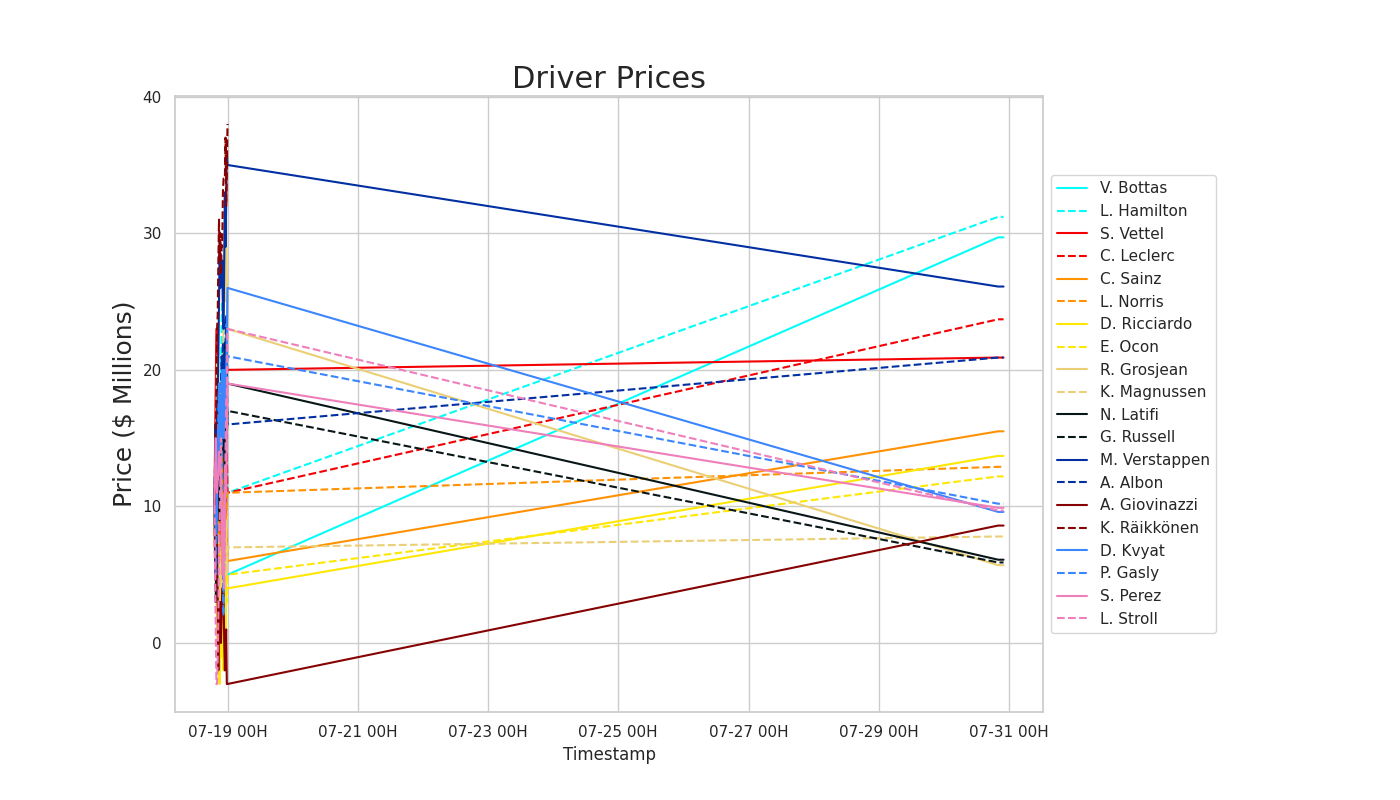 Driver Prices
Price ($ Millions)
40
30
20
10
0
07-19 00H
07-21 00H
07-23 00H
07-25 00H
07-27 00H
07-29 00H
07-31 00H
Timestamp
V. Bottas
L. Hamilton
S. Vettel
C. Leclerc
C. Sainz
L. Norris
D. Ricciardo
E. Ocon
R. Grosjean
K. Magnussen
N. Latifi
G. Russell
M. Verstappen
A. Albon
A. Giovinazzi
K. Räikkönen
D. Kvyat
P. Gasly
S. Perez
L. Stroll